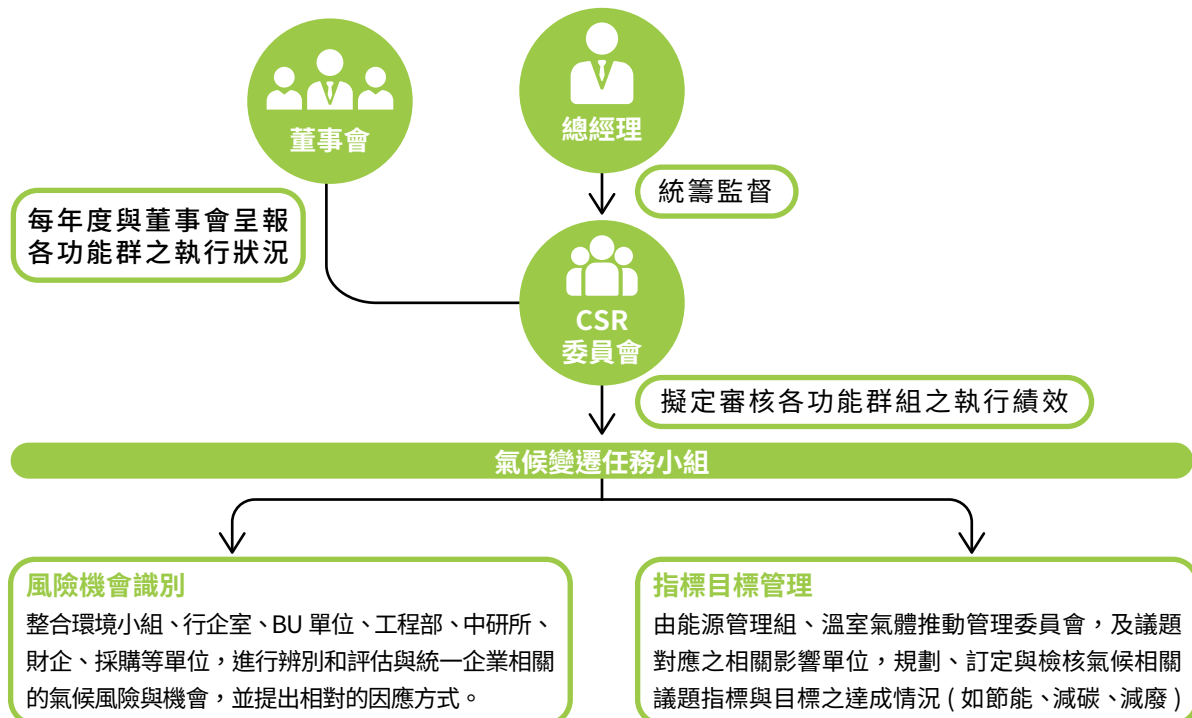 董事會
總經理
每年度與董事會呈報
各功能群之執行狀況
統籌監督
CSR
委員會
擬定審核各功能群組之執行績效
氣候變遷任務小組
風險機會識別
整合環境小組、行企室、BU 單位、工程部、中研所、
財企、採購等單位，進行辨別和評估與統一企業相關
的氣候風險與機會，並提出相對的因應方式。
指標目標管理
由能源管理組、溫室氣體推動管理委員會，及議題
對應之相關影響單位，規劃、訂定與檢核氣候相關
議題指標與目標之達成情況 ( 如節能、減碳、減廢 )